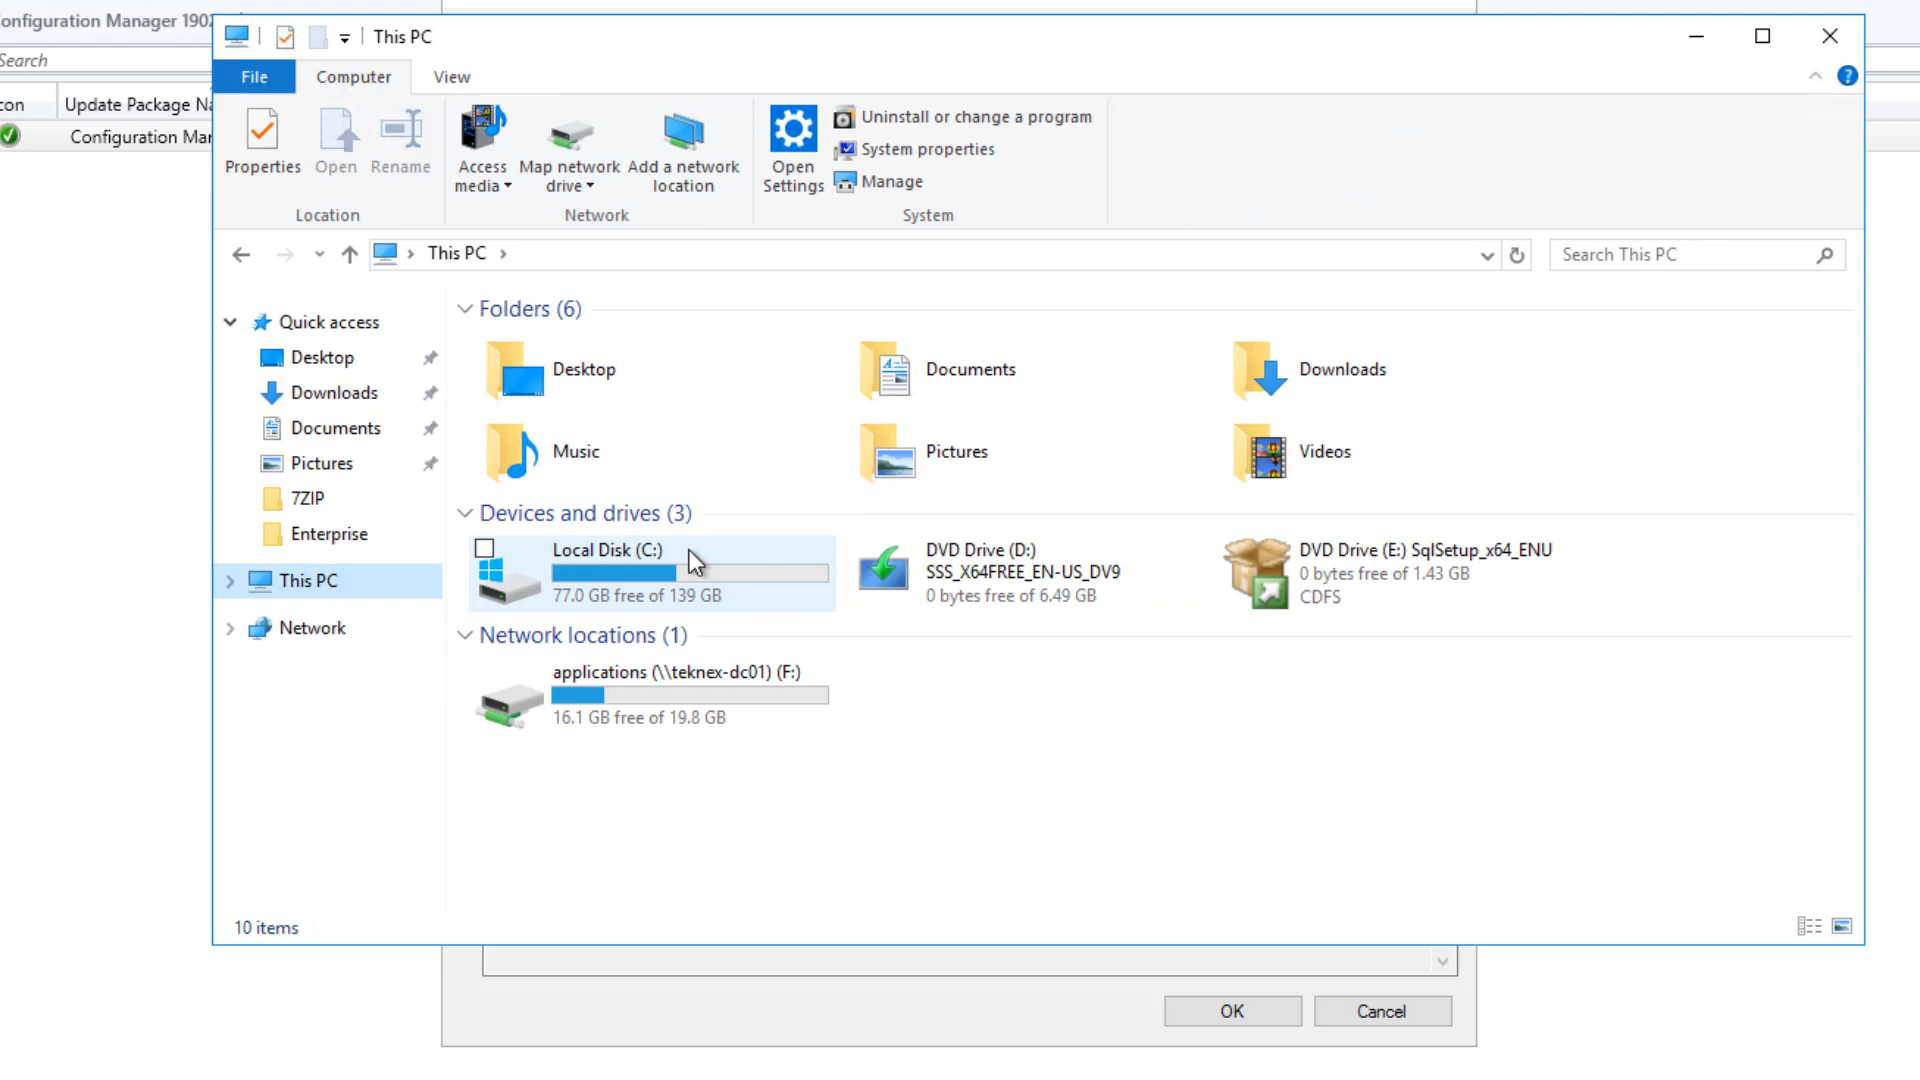 onfiguration Manager 190
This PC
Search
File
Computer
View
con
Update Package Na
Configuration Mar
Properties
Open
Rename
Access
media
Map network
drive
Add a network
location
Open
Settings
Uninstall or change a program
System properties
Manage
Location
Network
System
This PC
Search This PC
Quick access
Desktop
Downloads
Documents
Pictures
7ZIP
Enterprise
This PC
Network
Folders (6)
Desktop
Documents
Downloads
Music
Pictures
Videos
Devices and drives (3)
Local Disk (C:)
77.0 GB free of 139 GB
DVD Drive (D:)
SSS_X64FREE_EN-US_DV9
0 bytes free of 6.49 GB
DVD Drive (E:) SqlSetup_x64_ENU
0 bytes free of 1.43 GB
CDFS
Network locations (1)
applications (\\teknex-dc01) (F:)
16.1 GB free of 19.8 GB
10 items
OK
Cancel